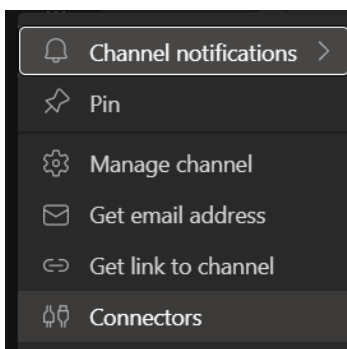 Channel notifications
Pin
Manage channel
Get email address
Get link to channel
Connectors